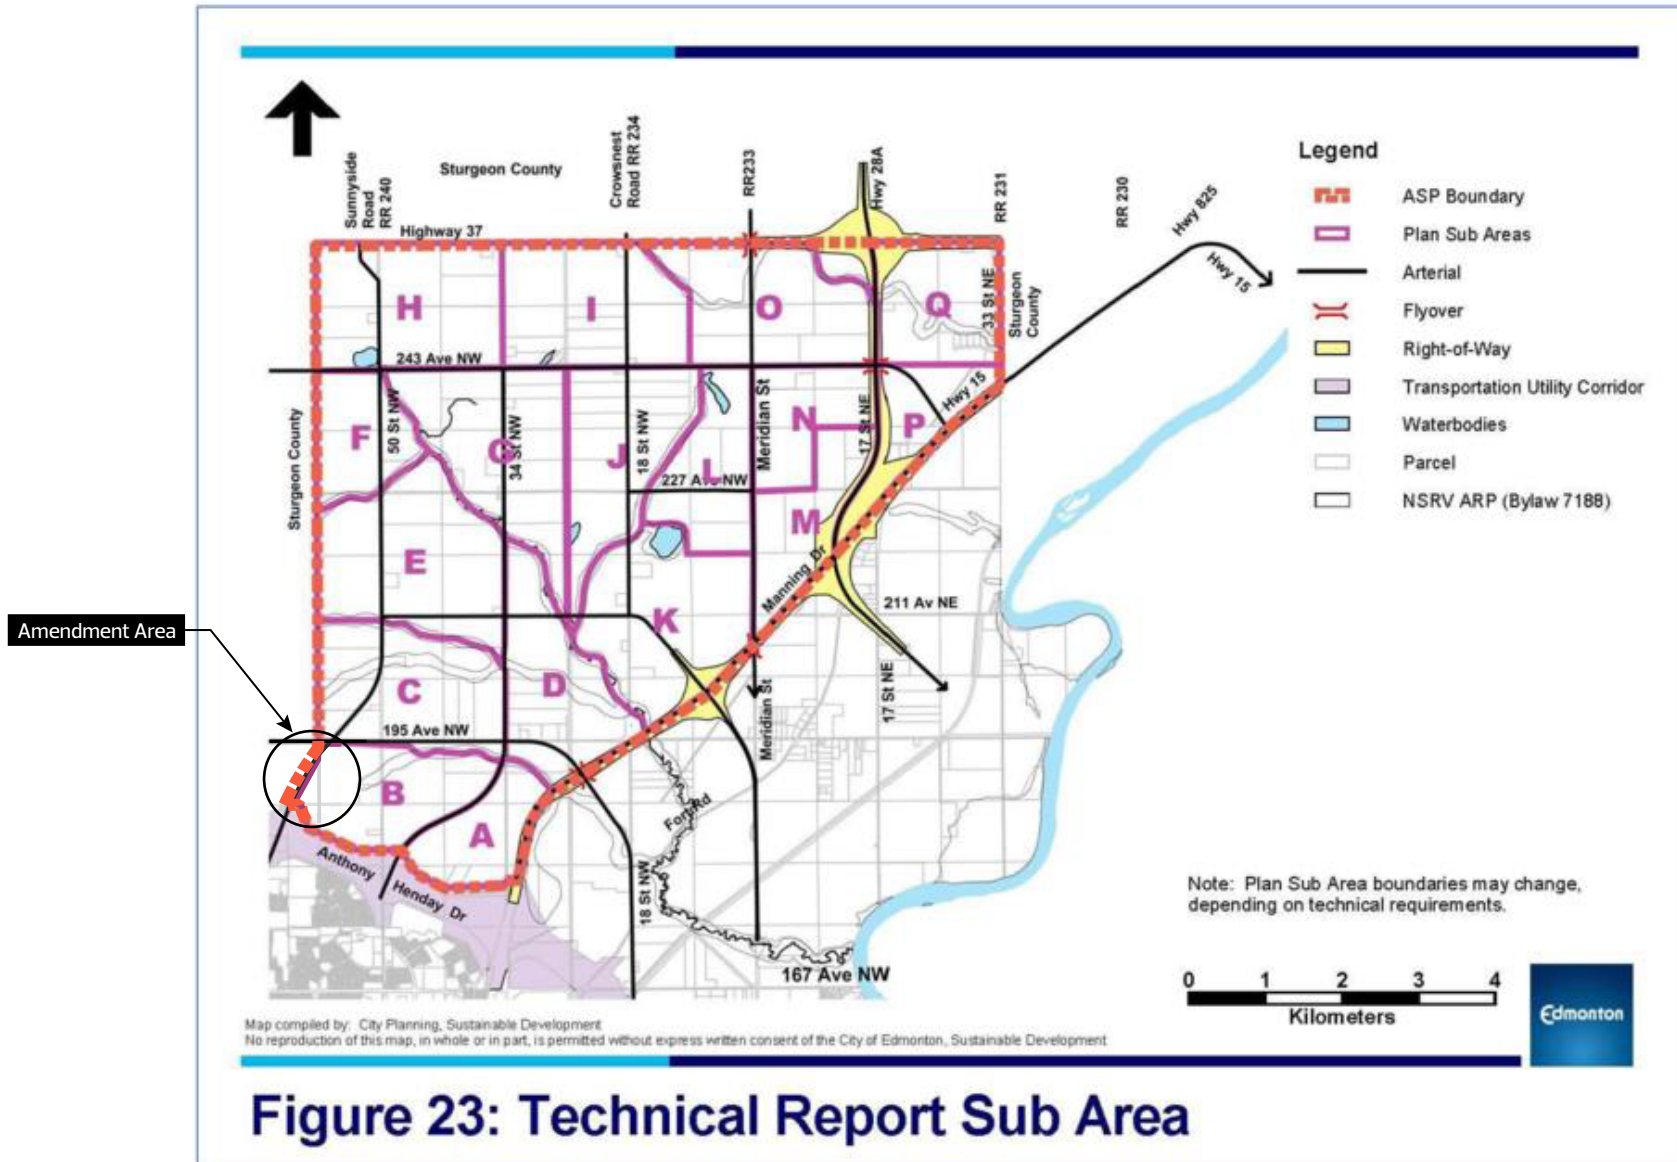 Sunnyside
Road
RR 240
Sturgeon County
Crowsnest
Road RR 234
RR233
Hwy 28A
RR 231
RR 230
Hwy 825
Hwy 15
Highway 37
H
I
O
Q
33 St NE
Sturgeon
County
243 Ave NW
Hwy 15
Sturgeon County
F
50 St NW
G
34 St NW
J
18 St NW
L
Meridian St
N
17 St NE
P
227 Ave NW
M
E
Manning Dr
211 Av NE
K
Amendment Area
C
D
17 St NE
Meridian St
195 Ave NW
B
A
Fort Rd
Anthony
Henday Dr
18 St NW
167 Ave NW
Legend
ASP Boundary
Plan Sub Areas
Arterial
Flyover
Right-of-Way
Transportation Utility Corridor
Waterbodies
Parcel
NSRV ARP (Bylaw 7188)
Note: Plan Sub Area boundaries may change,
depending on technical requirements.
0 1 2 3 4
Kilometers
Edmonton
Map compiled by: City Planning, Sustainable Development
No reproduction of this map, in whole or in part, is permitted without express written consent of the City of Edmonton, Sustainable Development
Figure 23: Technical Report Sub Area